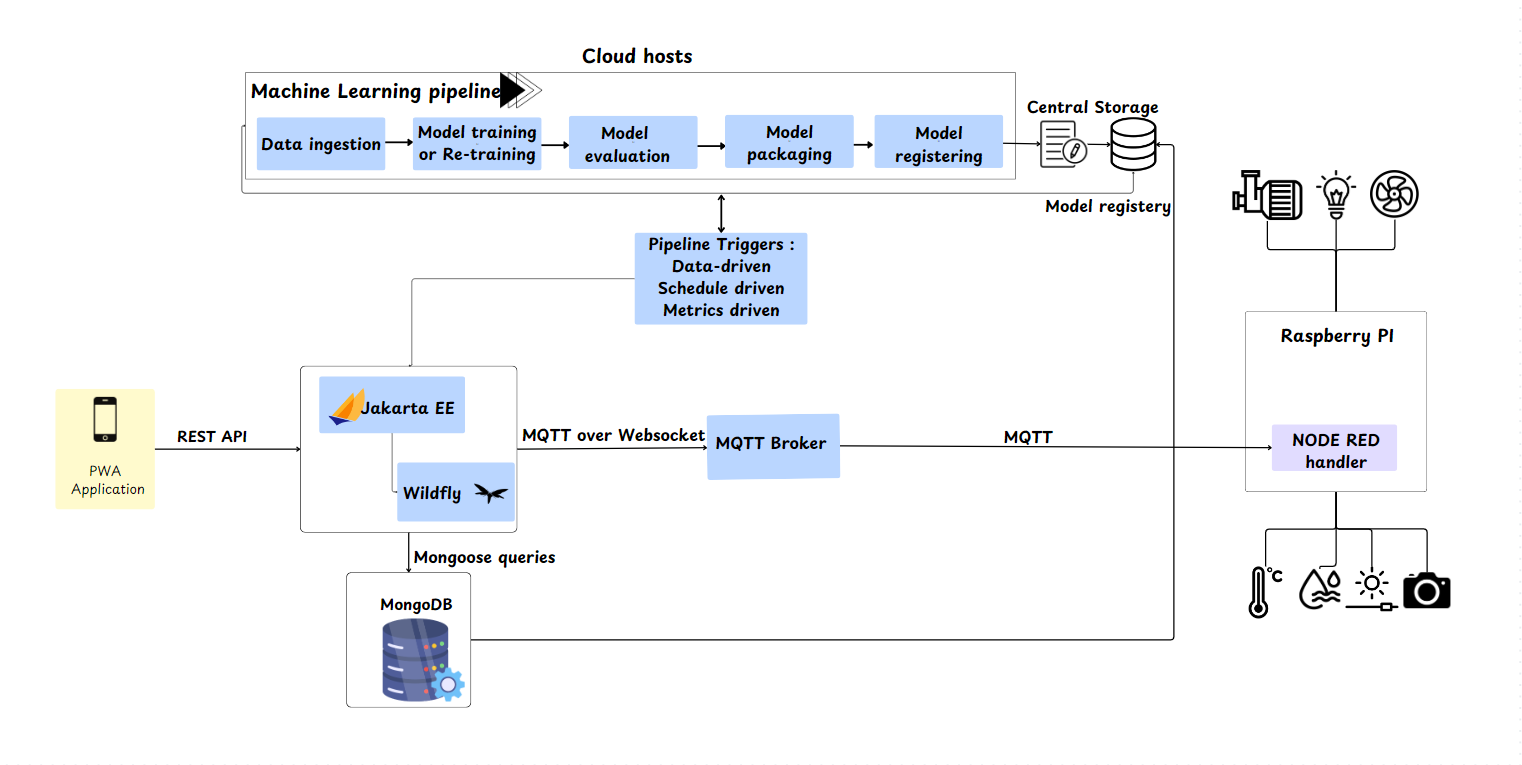 Cloud hosts
Machine Learning pipeline
Central Storage
Data ingestion
Model training
or Re-training
Model
evaluation
Model
packaging
Model
registering
Model registery
Pipeline Triggers :
Data-driven
Schedule driven
Metrics driven
Raspberry PI
Jakarta EE
REST API
MQTT over Websocket
MQTT Broker
MQTT
NODE RED
handler
PWA
Application
Wildfly
Mongoose queries
°C
MongoDB